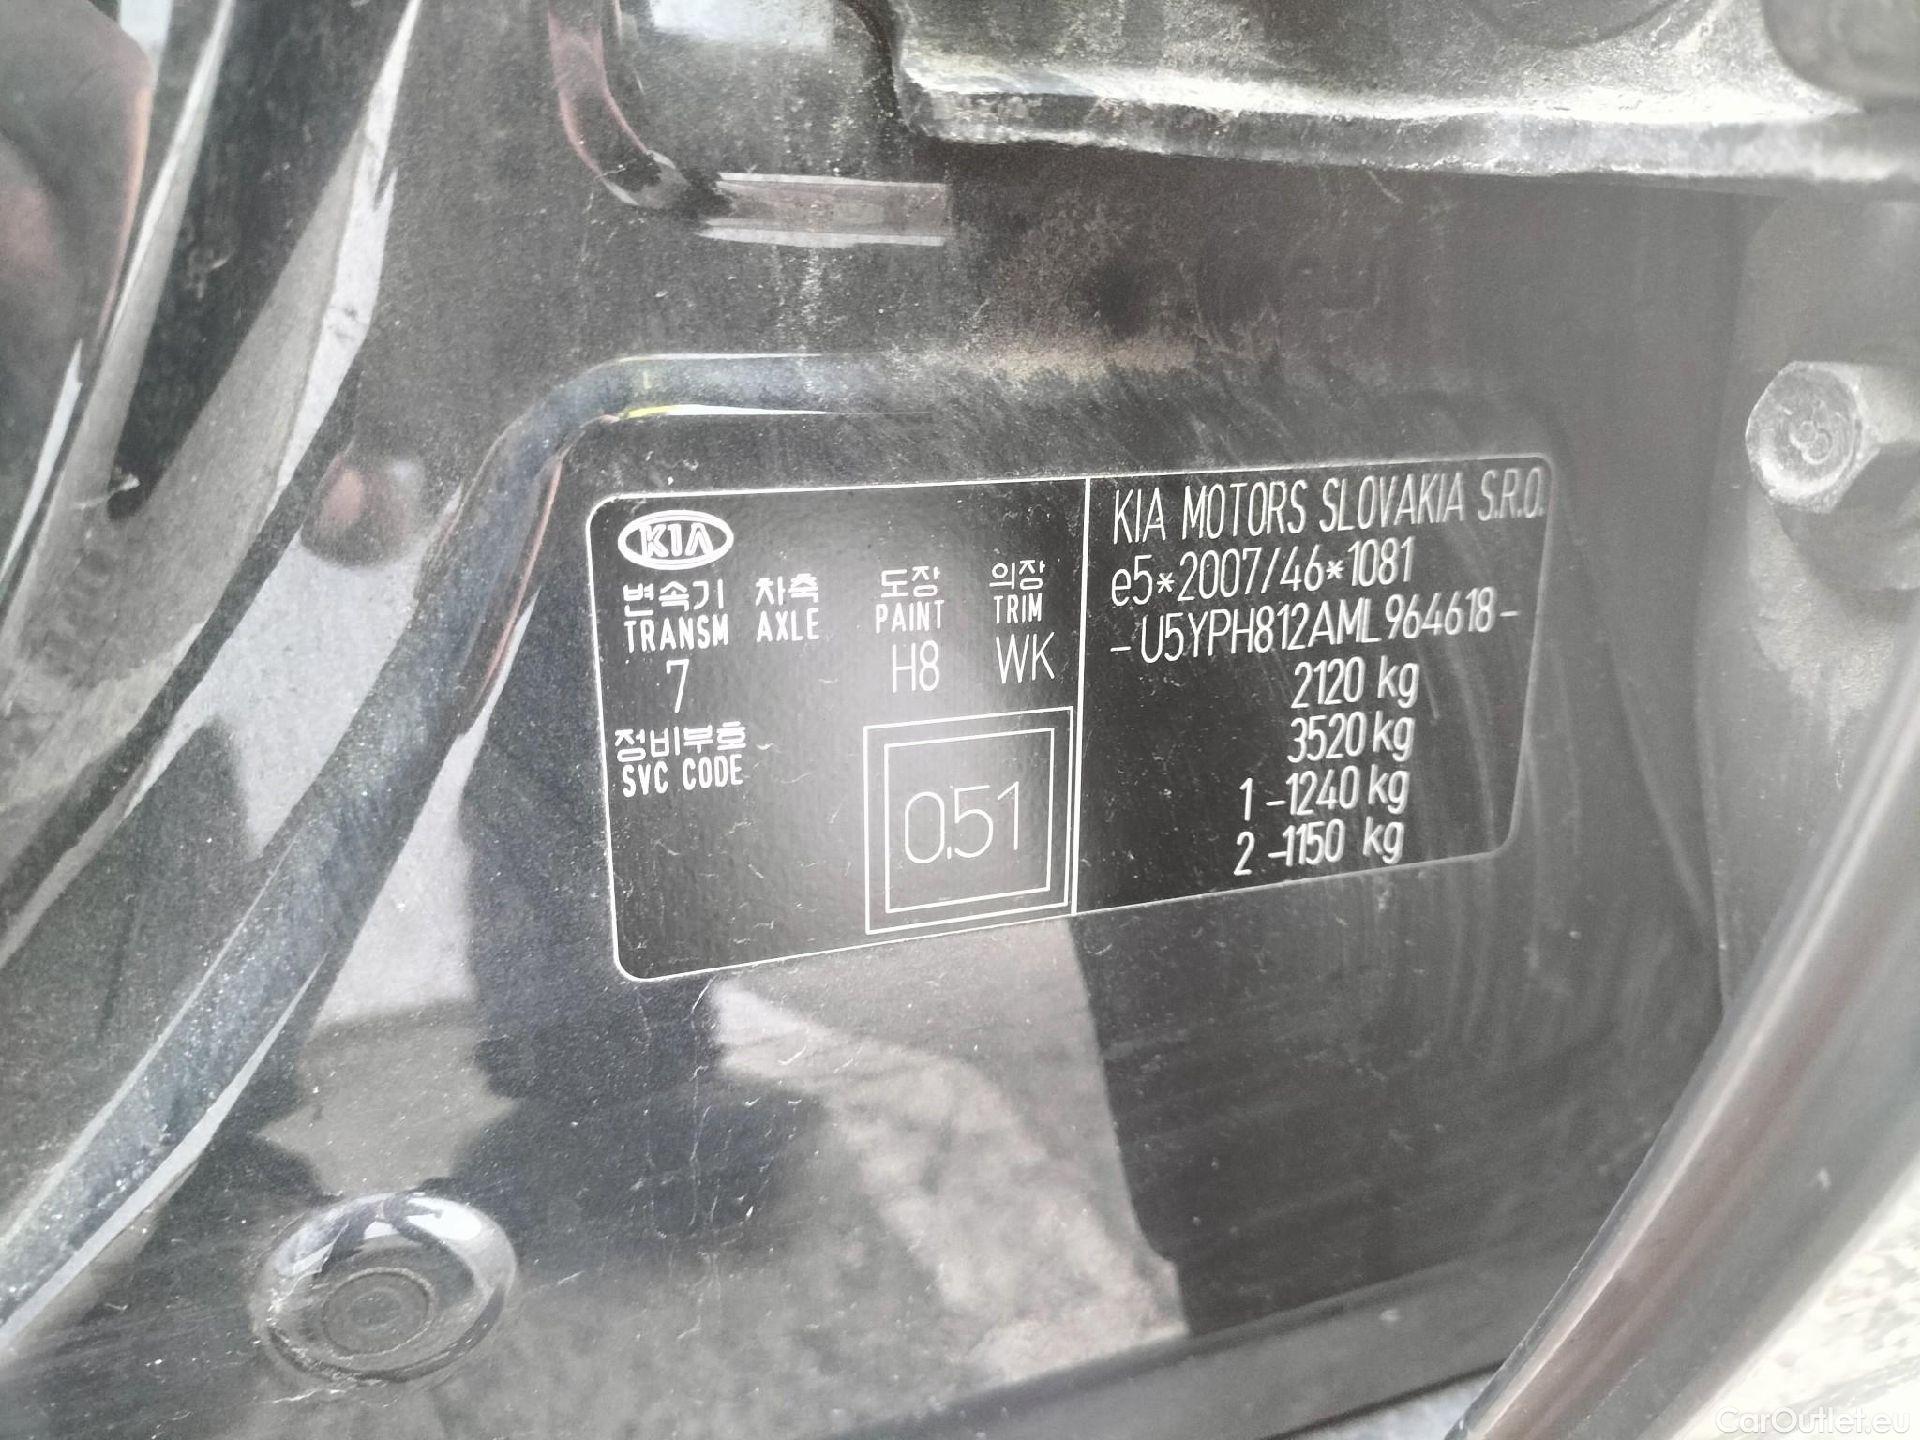 KIA
변속기 차축 도장 의장
TRANSM AXLE PAINT TRIM
7 H8 WK
정비부호
SVC CODE
0.51
KIA MOTORS SLOVAKIA S.R.O.
e5*2007/46*1081
-U5YPH812AML964618-
2120 kg
3520 kg
1 -1240 kg
2 -1150 kg
8
CarOutlet.eu